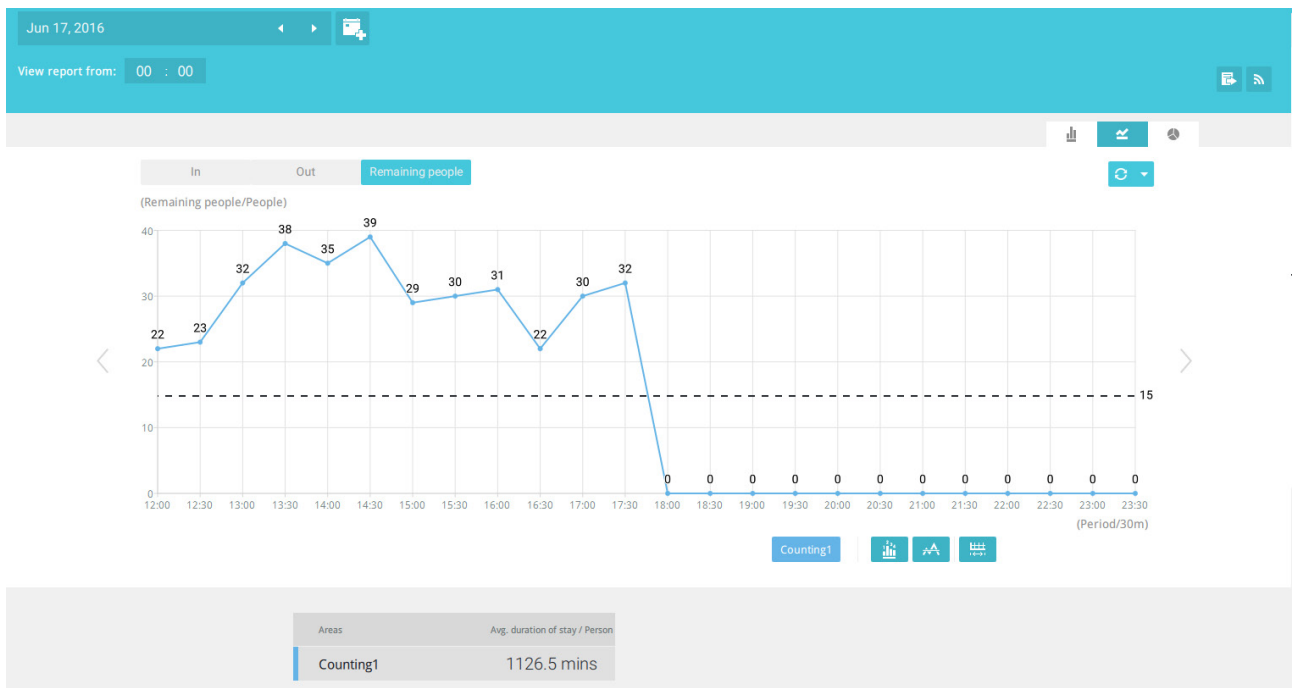 Jun 17, 2016
View report from: 00 : 00
In Out Remaining people
(Remaining people/People)
40
30
20
10
0
22 23 32 38 35 39 29 30 31 22 30 32 0 0 0 0 0 0 0 0 0 0 0 0
15
12:00 12:30 13:00 13:30 14:00 14:30 15:00 15:30 16:00 16:30 17:00 17:30 18:00 18:30 19:00 19:30 20:00 20:30 21:00 21:30 22:00 22:30 23:00 23:30
(Period/30m)
Counting1
Areas Avg. duration of stay / Person
Counting1 1126.5 mins